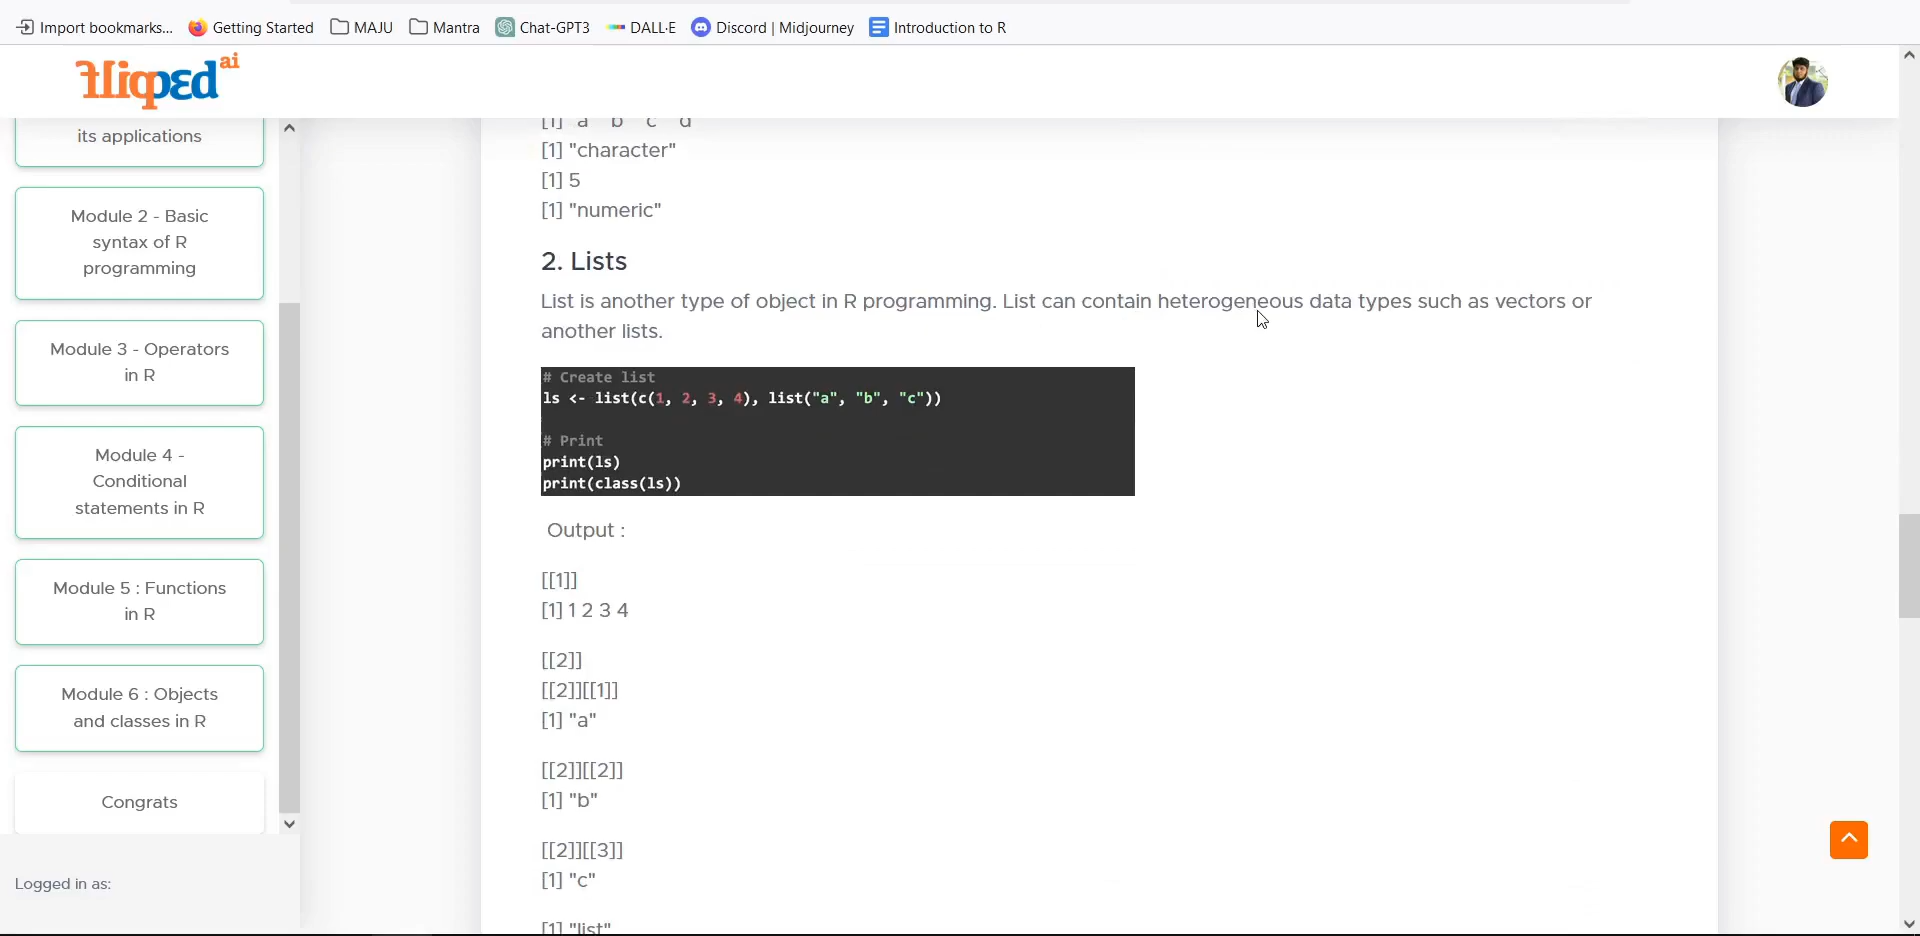 Import bookmarks...
Getting Started
MAJU
Mantra
Chat-GPT3
DALL·E
Discord | Midjourney
Introduction to R
fliqped ai
its applications
Module 2 - Basic
syntax of R
programming
Module 3 - Operators
in R
Module 4 -
Conditional
statements in R
Module 5 : Functions
in R
Module 6 : Objects
and classes in R
Congrats
Logged in as:
[1] "a" "b" "c" "d"
[1] "character"
[1] 5
[1] "numeric"
2. Lists
List is another type of object in R programming. List can contain heterogeneous data types such as vectors or
another lists.
# Create list
ls <- list(c(1, 2, 3, 4), list("a", "b", "c"))
# Print
print(ls)
print(class(ls))
Output :
[[1]]
[1] 1 2 3 4
[[2]]
[[2]][[1]]
[1] "a"
[[2]][[2]]
[1] "b"
[[2]][[3]]
[1] "c"
[1] "list"